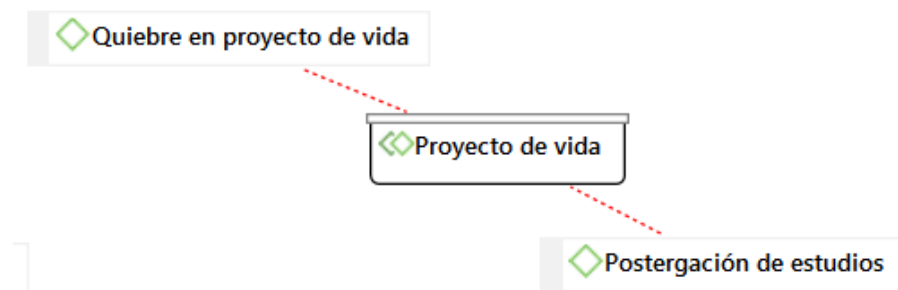 Quiebre en proyecto de vida
Proyecto de vida
Postergación de estudios